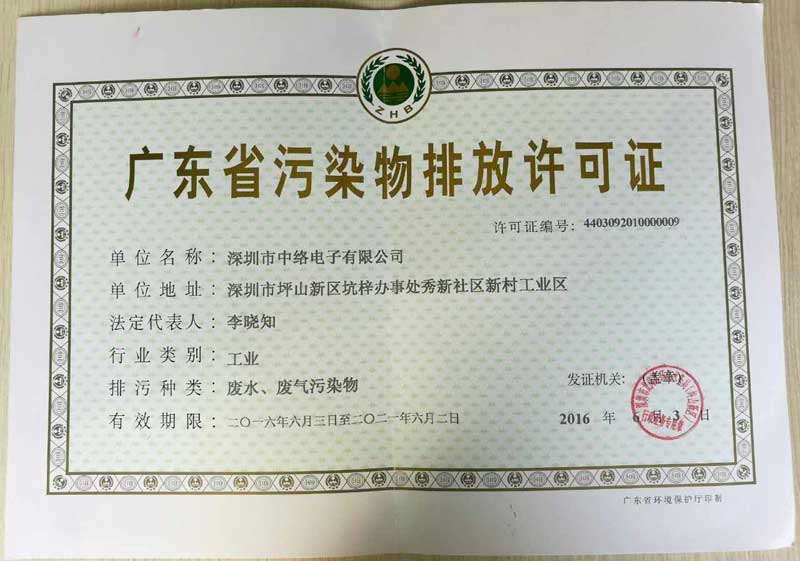 ZHB
广东省污染物排放许可证
许可证编号：4403092010000009
单位名称：深圳市中络电子有限公司
单位地址：深圳市坪山新区坑梓办事处秀新社区新村工业区
法定代表人：李晓知
行业类别：工业
排污种类：废水、废气污染物
有效期限：二〇一六年六月三日至二〇二一年六月二日
发证机关：（盖章）
2016 年 6 月 3 日
广东省环境保护厅印制